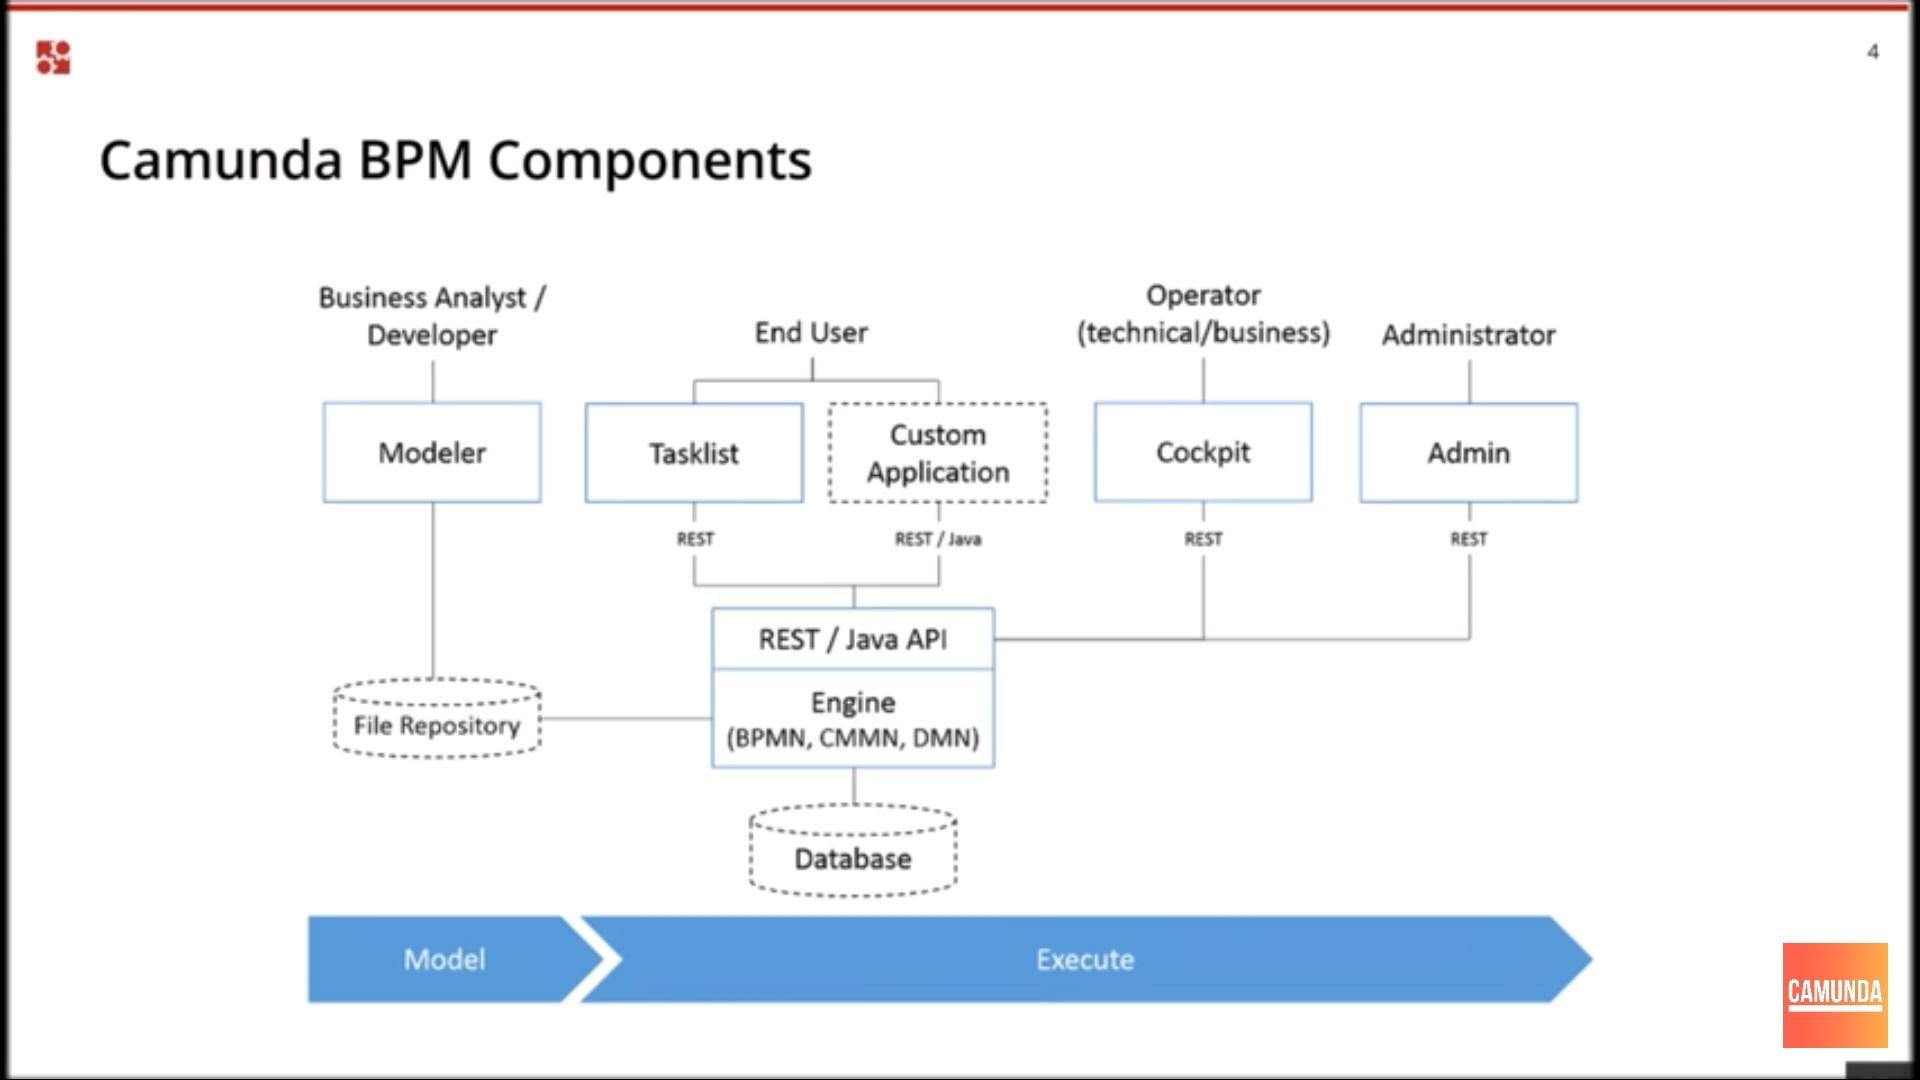 4
Camunda BPM Components
Business Analyst /
Developer
End User
Operator
(technical/business)
Administrator
Modeler
Tasklist
Custom
Application
Cockpit
Admin
REST
REST / Java
REST
REST
REST / Java API
Engine
(BPMN, CMMN, DMN)
File Repository
Database
Model
Execute
CAMUNDA